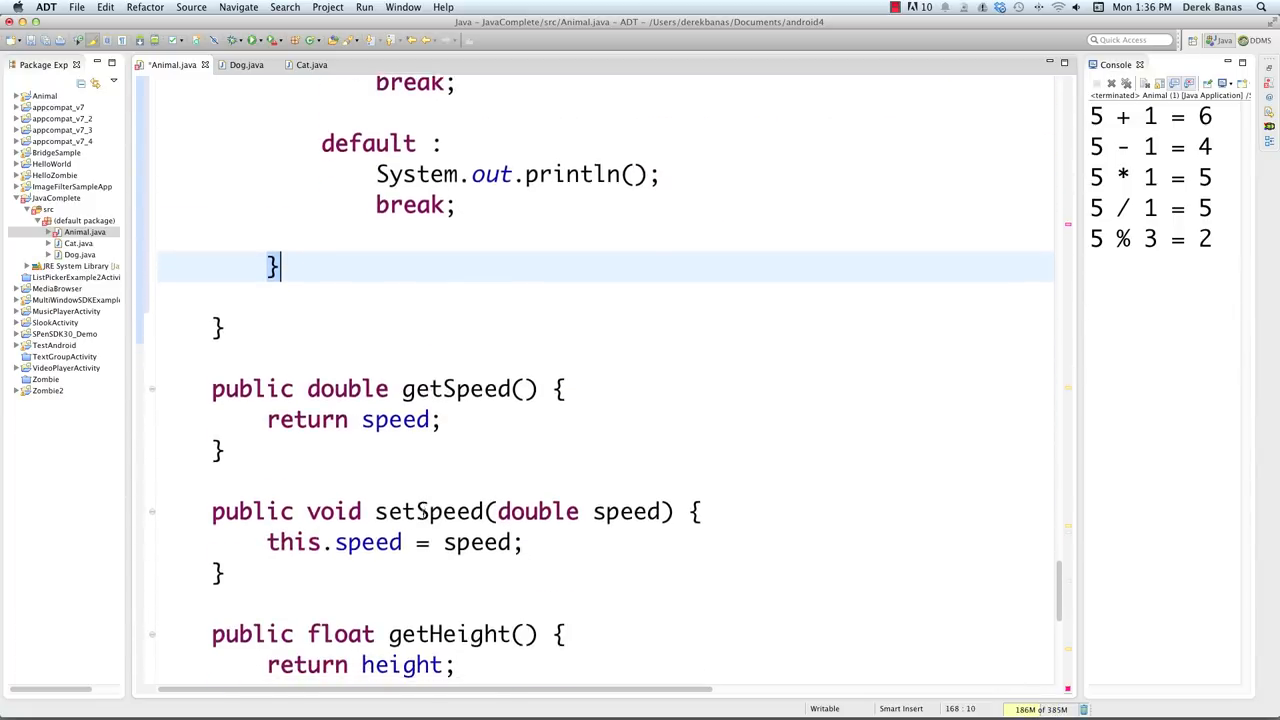 ADT File Edit Refactor Source Navigate Search Project Run Window Help 10 Mon 1:36 PM Derek Banas
Java - JavaComplete/src/Animal.java - ADT - /Users/derekbanas/Documents/android4
Quick Access Java DDMS
Package Exp
*Animal.java Dog.java Cat.java
Console
Animal
appcompat_v7
appcompat_v7_2
appcompat_v7_3
appcompat_v7_4
BridgeSample
HelloWorld
HelloZombie
ImageFilterSampleApp
JavaComplete
src
(default package)
Animal.java
Cat.java
Dog.java
JRE System Library [Ja
ListPickerExample2Activi
MediaBrowser
MultiWindowSDKExample
MusicPlayerActivity
SlookActivity
SPenSDK30_Demo
TestAndroid
TextGroupActivity
VideoPlayerActivity
Zombie
Zombie2
break;
default :
System.out.println();
break;
}
}
public double getSpeed() {
return speed;
}
public void setSpeed(double speed) {
this.speed = speed;
}
public float getHeight() {
return height;
<terminated> Animal (1) [Java Application] /S
5 + 1 = 6
5 - 1 = 4
5 * 1 = 5
5 / 1 = 5
5 % 3 = 2
Writable Smart Insert 168 : 10 186M of 385M